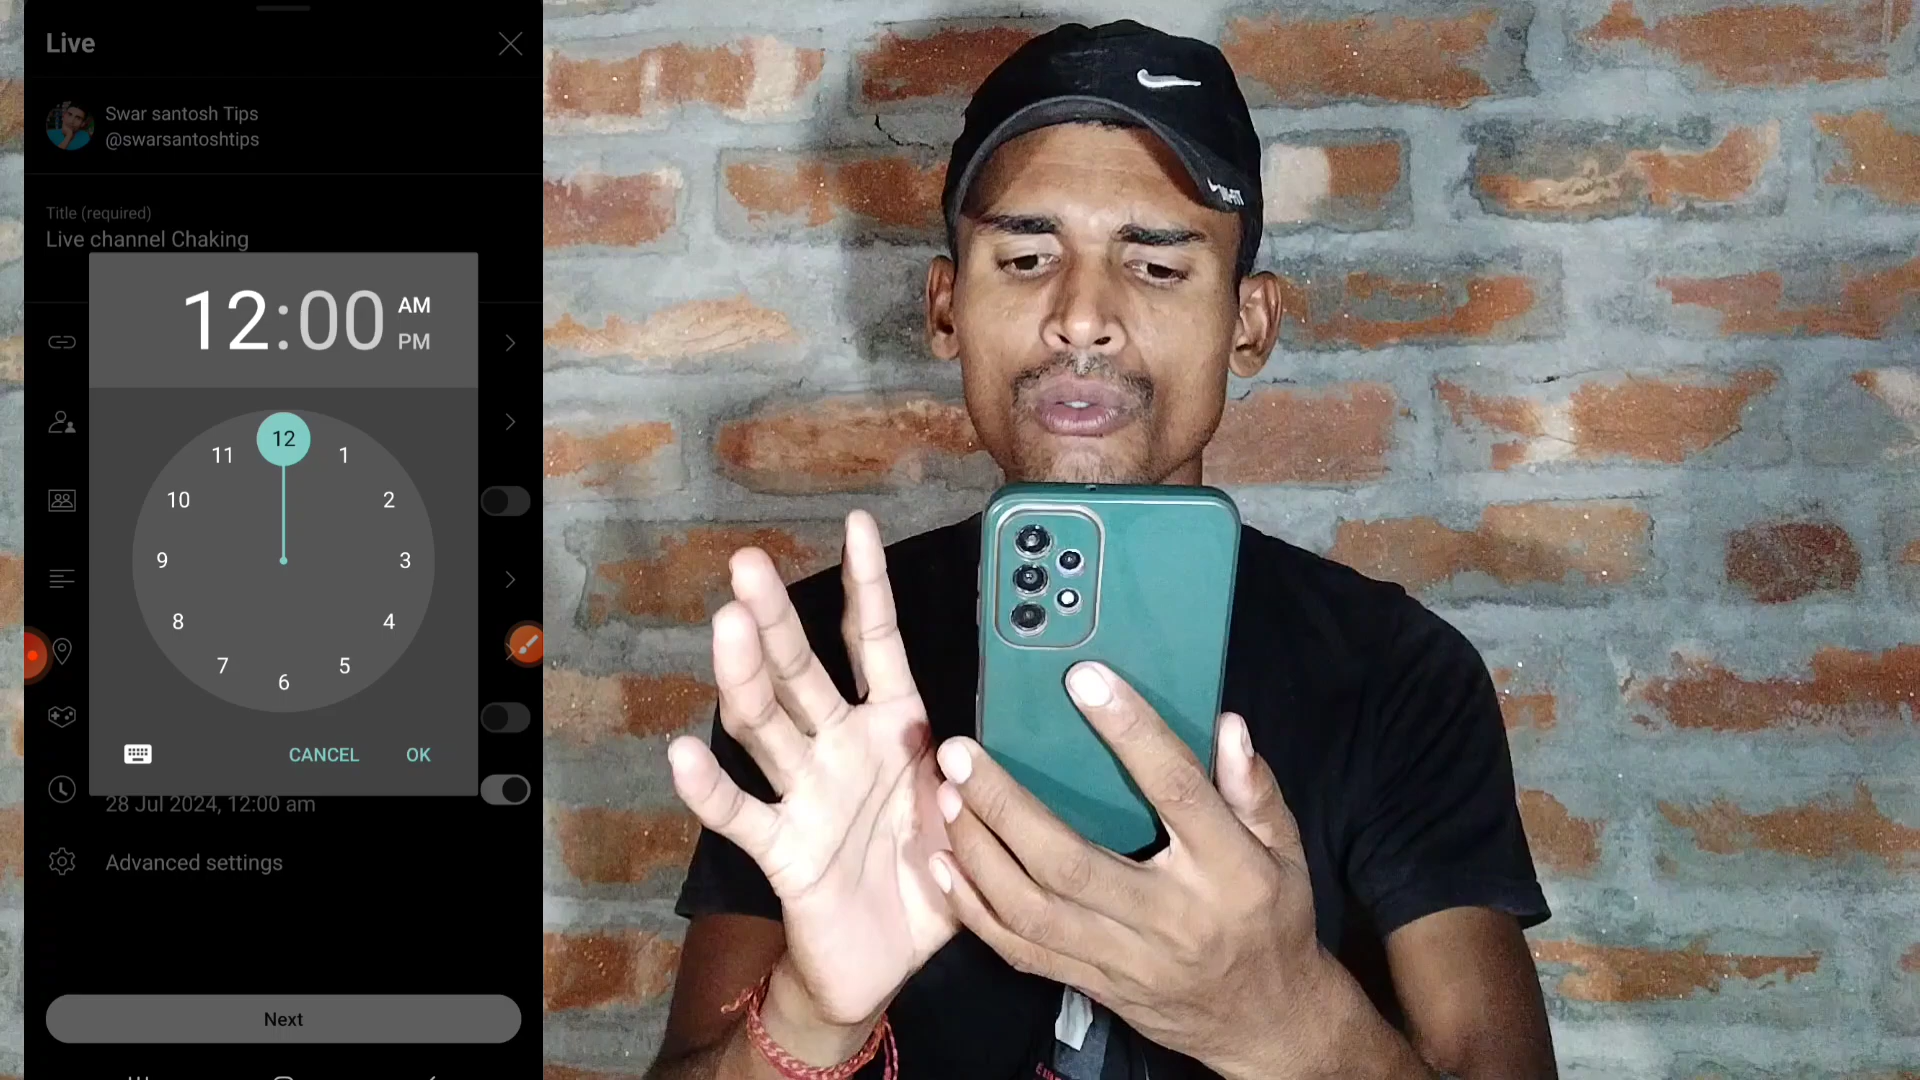 Live
Swar santosh Tips
@swarsantoshtips
Title (required)
Live channel Chaking
12:00
AM
PM
12
1
2
3
4
5
6
7
8
9
10
11
CANCEL
OK
28 Jul 2024, 12:00 am
Advanced settings
Next